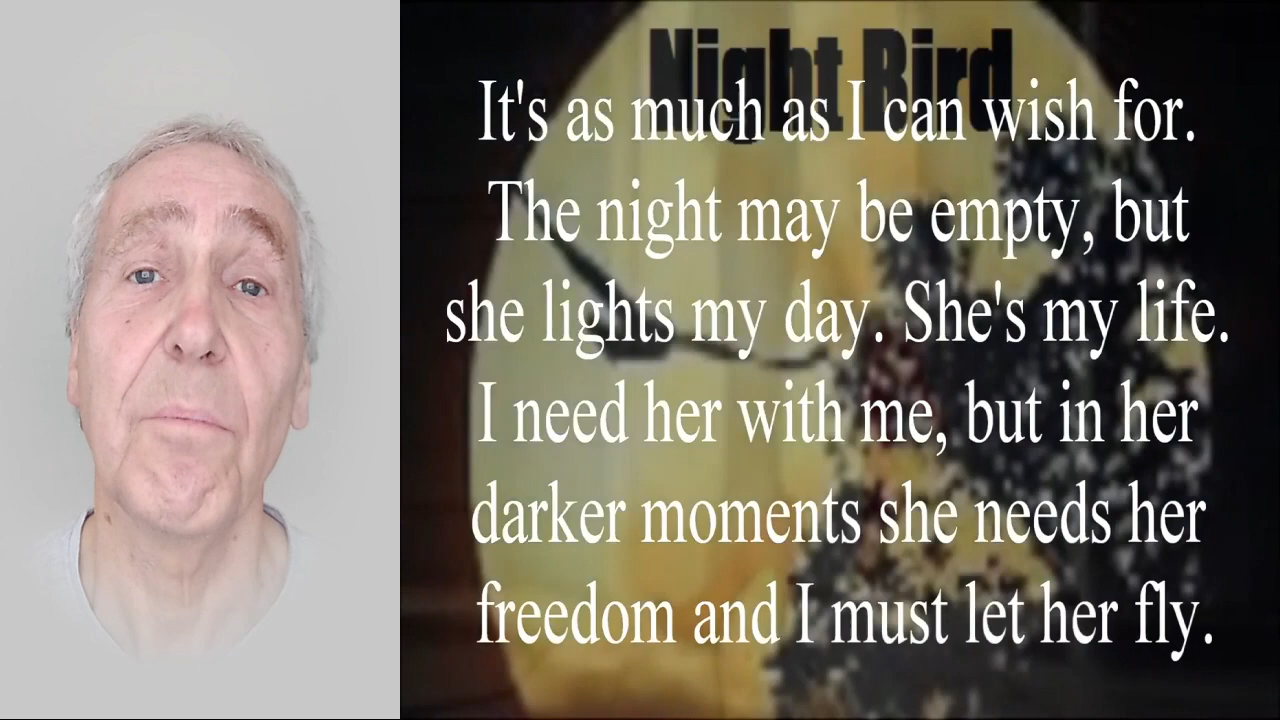 Night Bird
It's as much as I can wish for.
The night may be empty, but
she lights my day. She's my life.
I need her with me, but in her
darker moments she needs her
freedom and I must let her fly.